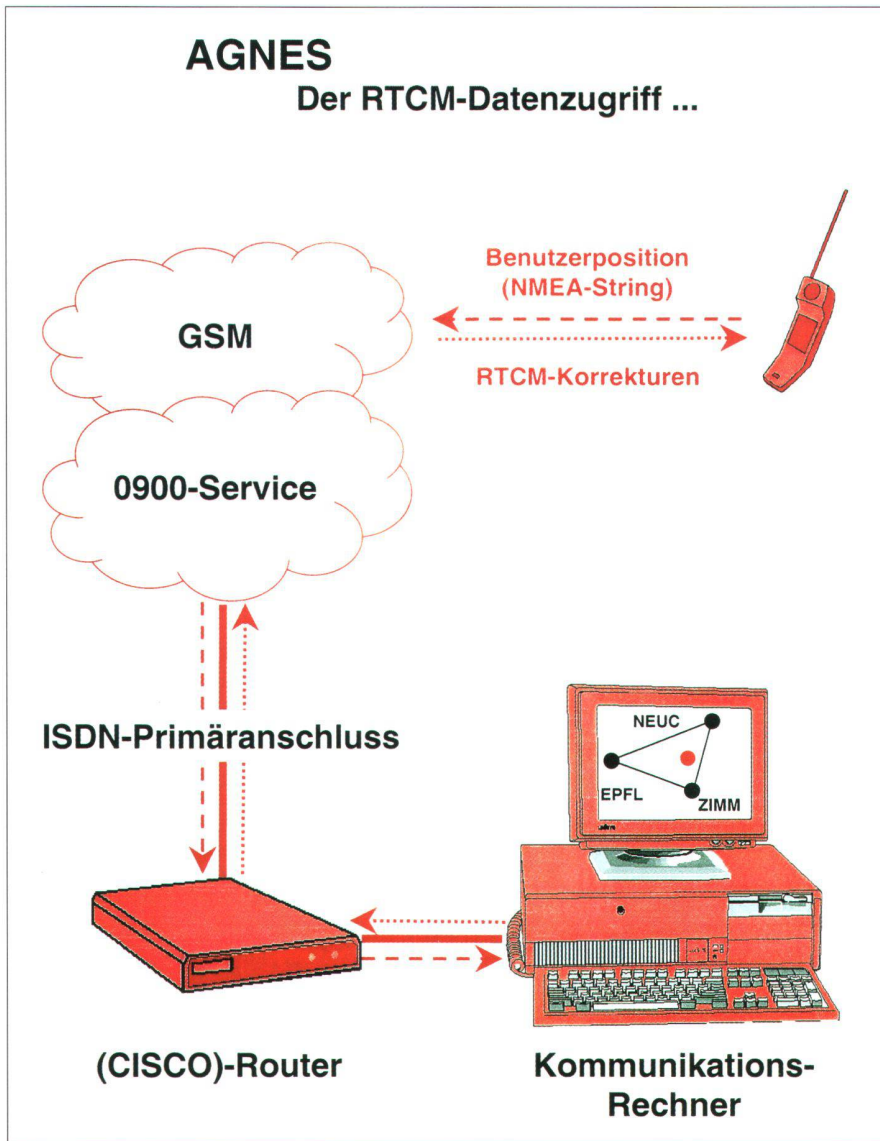 AGNES
Der RTCM-Datenzugriff ...
Benutzerposition
(NMEA-String)
GSM
RTCM-Korrekturen
0900-Service
ISDN-Primäranschluss
NEUC
EPFL
ZIMM
(CISCO)-Router
Kommunikations-
Rechner